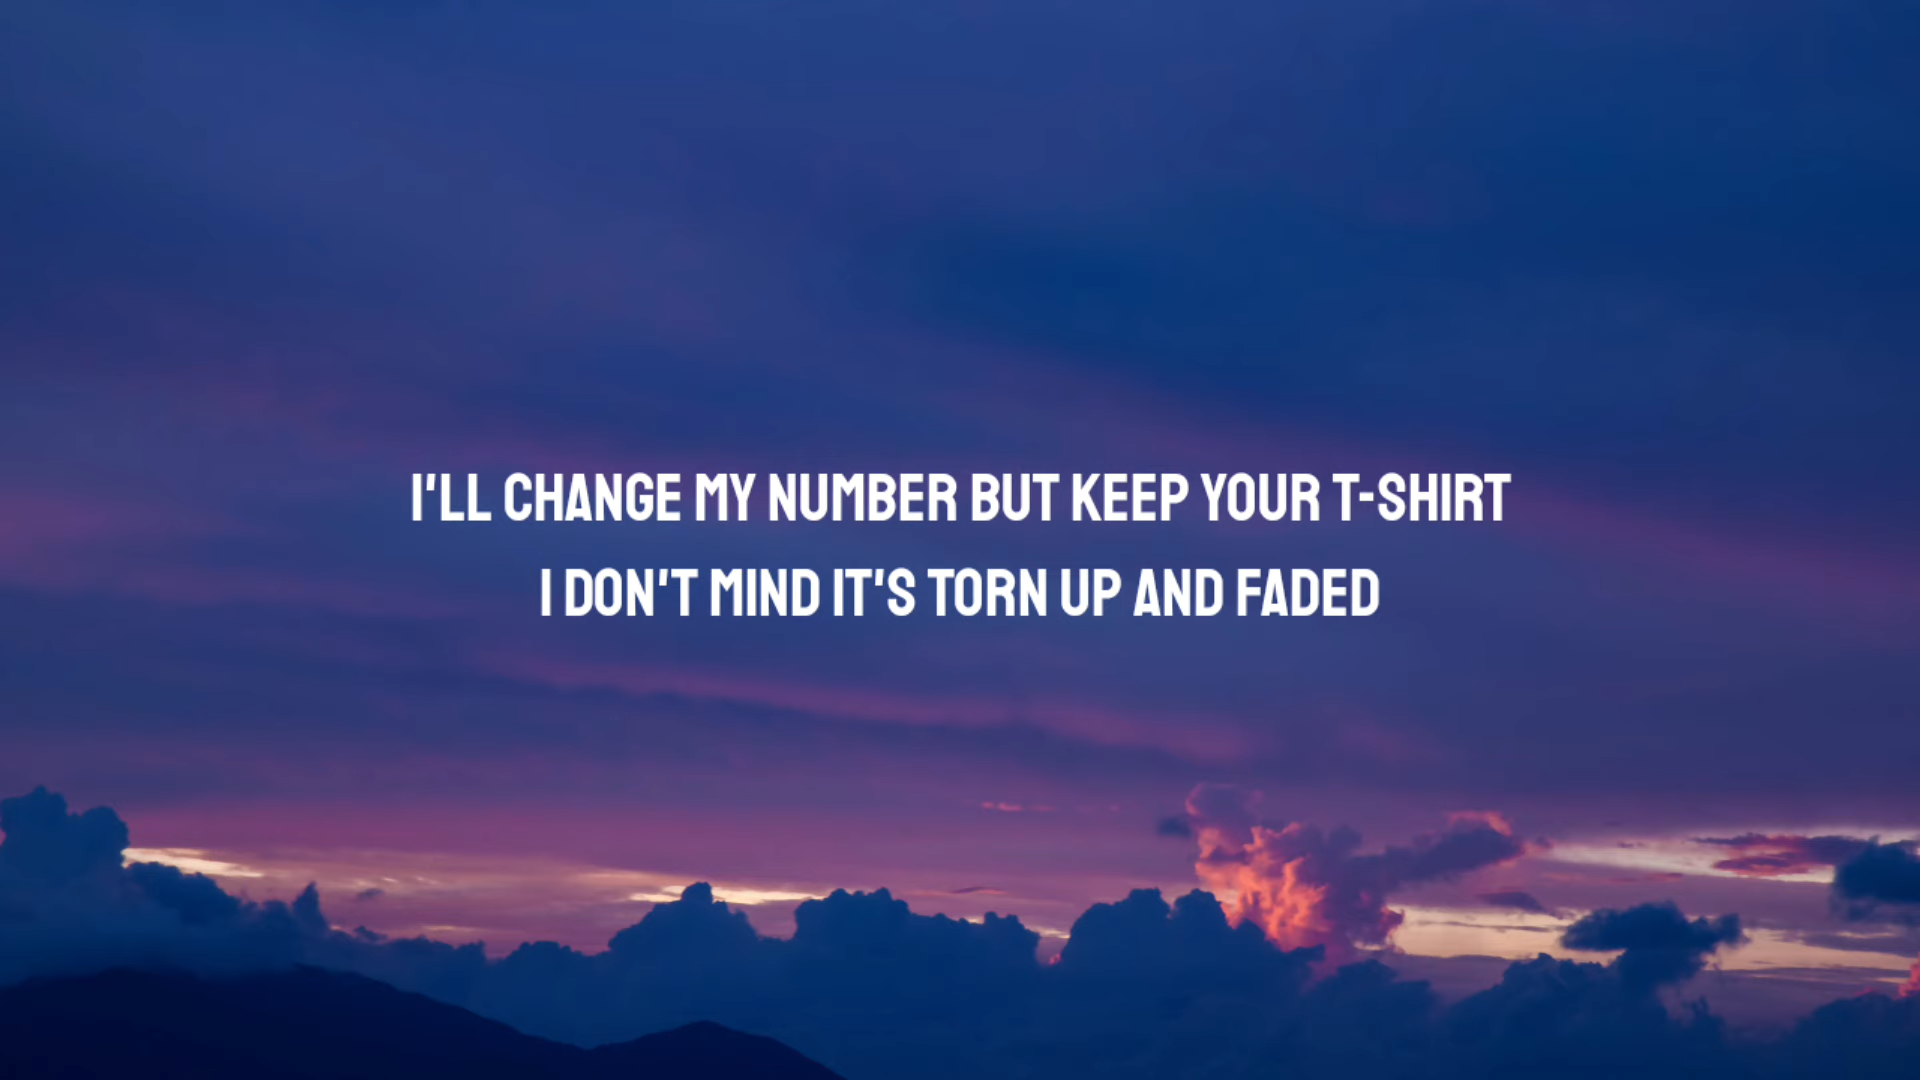 I'LL CHANGE MY NUMBER BUT KEEP YOUR T-SHIRT
I DON'T MIND IT'S TORN UP AND FADED